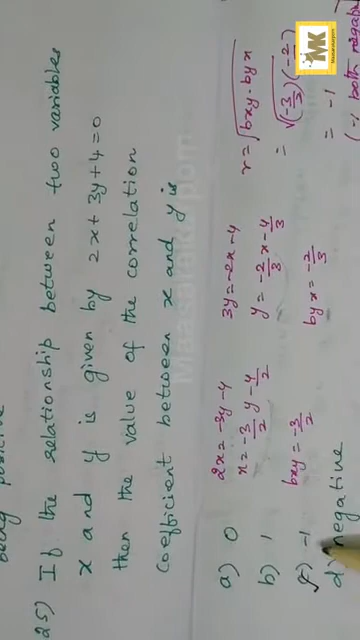 being positive
25) If the relationship between two variables
x and y is given by 2x + 3y + 4 = 0
then the value of the correlation
coefficient between x and y is
a) 0
b) 1
c) -1
d) negative
2x = -3y - 4
x = -3/2 y - 4/2
bxy = -3/2
3y = -2x - 4
y = -2/3 x - 4/3
byx = -2/3
r = √bxy . byx
= √(-3/2) (-2/3)
= -1
(∵ both negative
MK